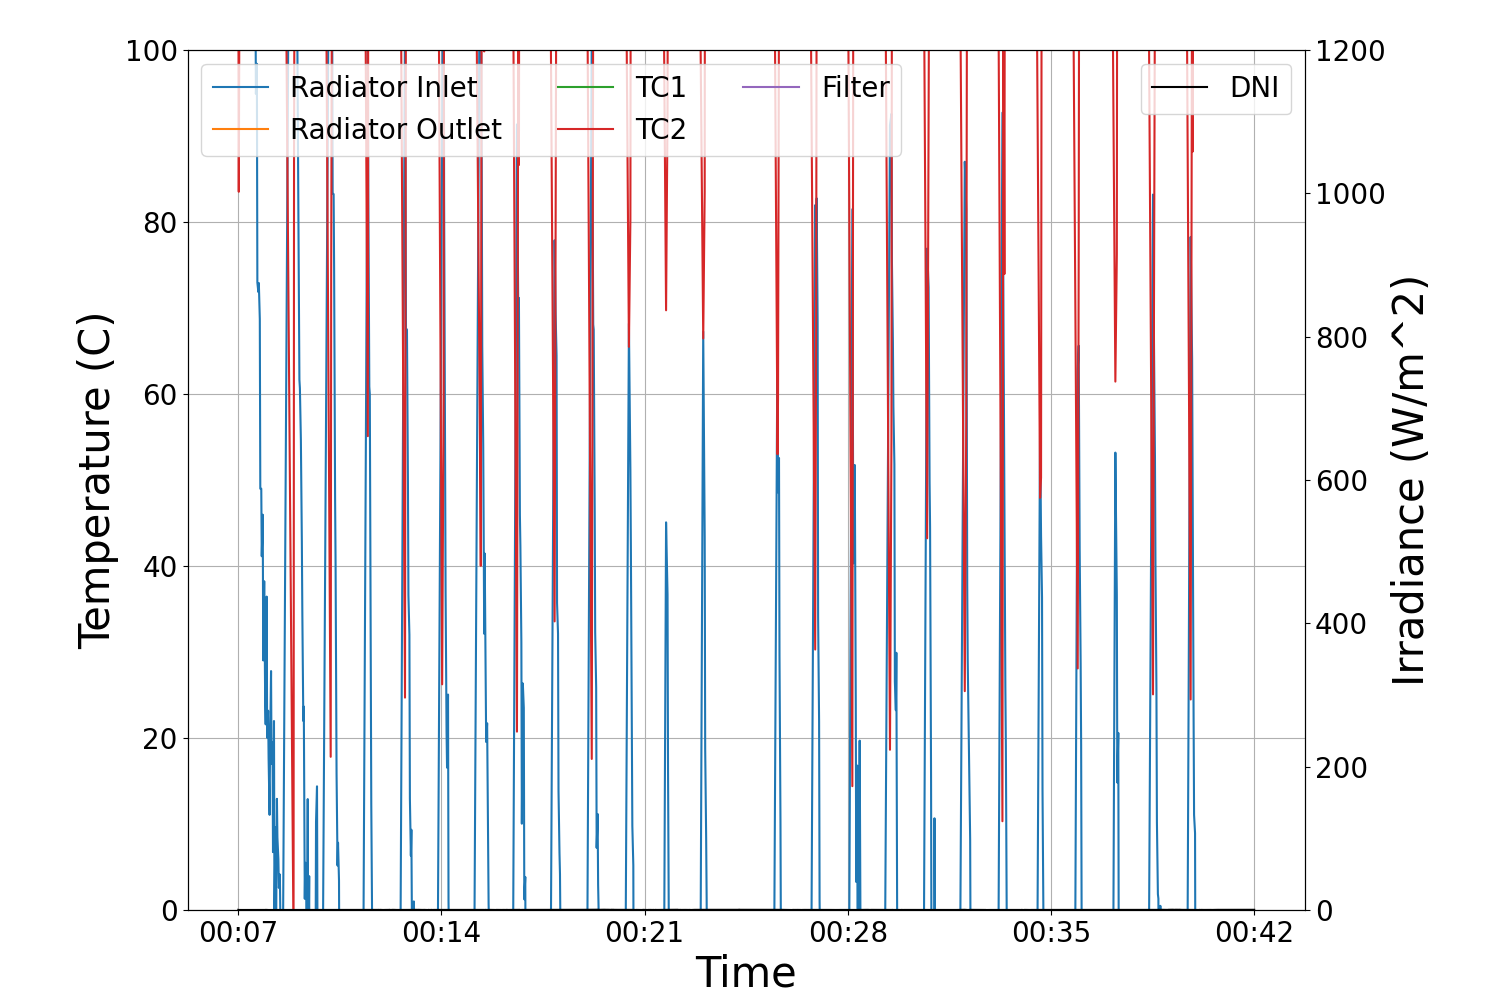 100
80
60
40
20
0
Temperature (C)
Radiator Inlet
Radiator Outlet
TC1
TC2
Filter
DNI
1200
1000
800
600
400
200
0
Irradiance (W/m^2)
00:07 00:14 00:21 00:28 00:35 00:42
Time